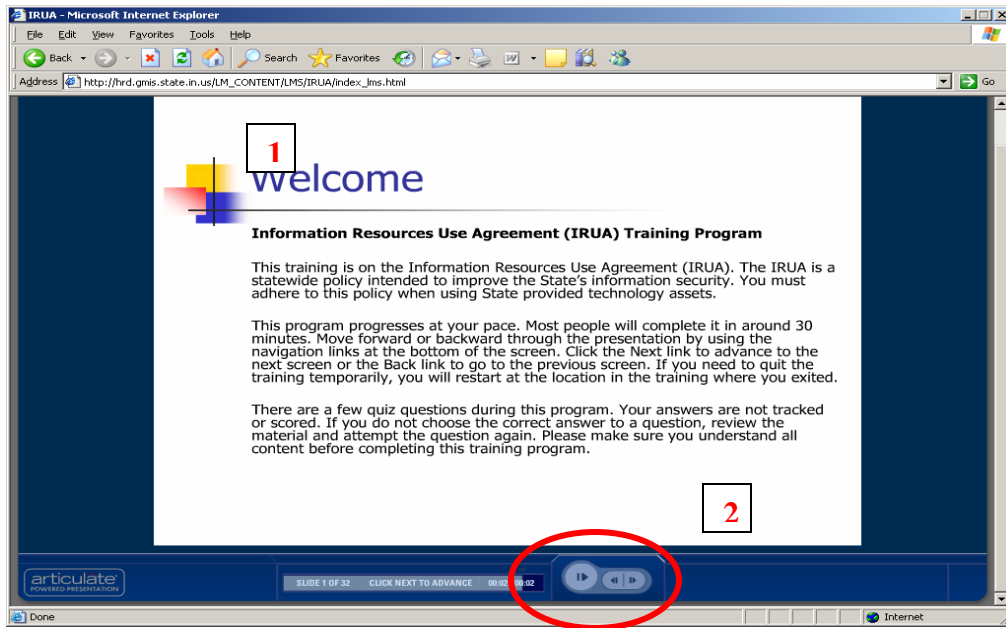 IRUA - Microsoft Internet Explorer
File Edit View Favorites Tools Help
Back Search Favorites
Address http://hrd.gmis.state.in.us/LM_CONTENT/LMS/IRUA/index_lms.html Go
1
Welcome
Information Resources Use Agreement (IRUA) Training Program
This training is on the Information Resources Use Agreement (IRUA). The IRUA is a
statewide policy intended to improve the State's information security. You must
adhere to this policy when using State provided technology assets.
This program progresses at your pace. Most people will complete it in around 30
minutes. Move forward or backward through the presentation by using the
navigation links at the bottom of the screen. Click the Next link to advance to the
next screen or the Back link to go to the previous screen. If you need to quit the
training temporarily, you will restart at the location in the training where you exited.
There are a few quiz questions during this program. Your answers are not tracked
or scored. If you do not choose the correct answer to a question, review the
material and attempt the question again. Please make sure you understand all
content before completing this training program.
2
articulate
POWERED PRESENTATION
SLIDE 1 OF 32 CLICK NEXT TO ADVANCE 00:02 00:02
Done Internet